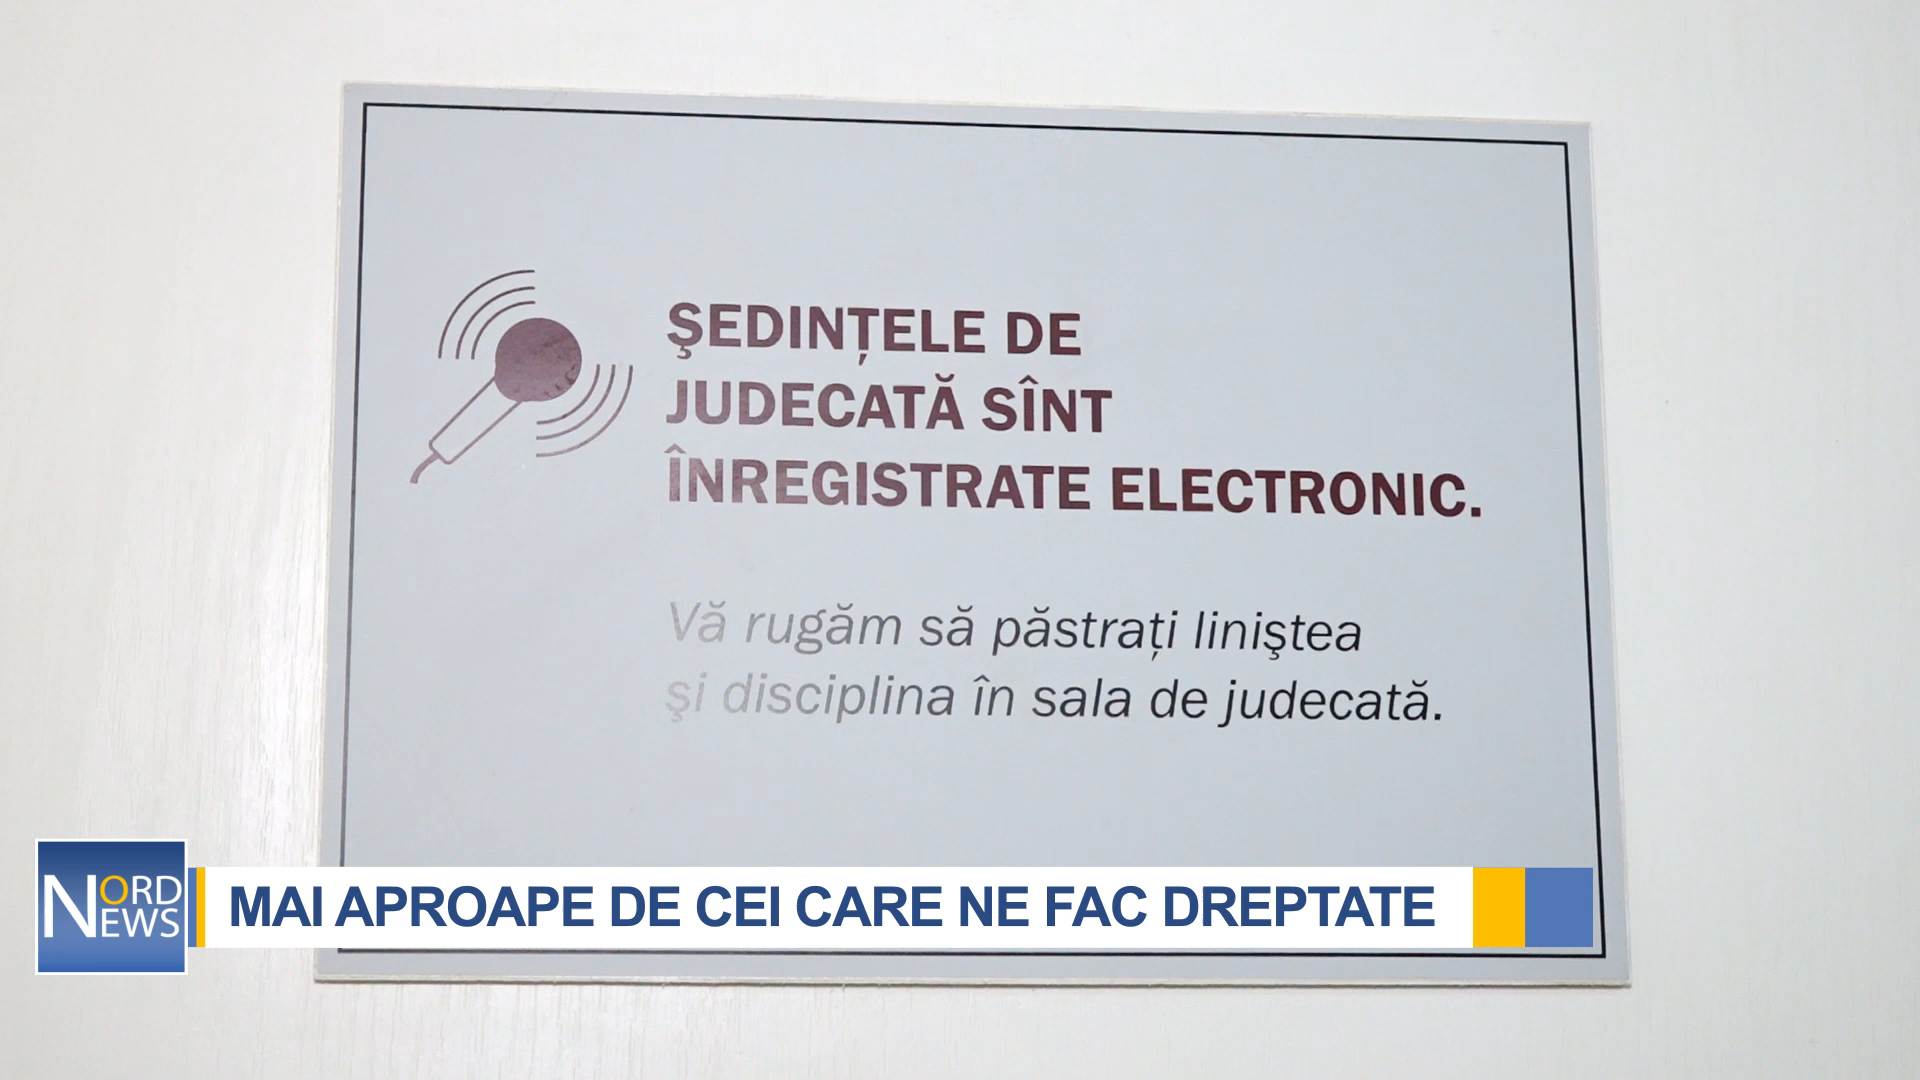 ŞEDINȚELE DE
JUDECATĂ SÎNT
ÎNREGISTRATE ELECTRONIC.
Vă rugăm să păstrați liniştea
şi disciplina în sala de judecată.
NORD
NEWS
MAI APROAPE DE CEI CARE NE FAC DREPTATE